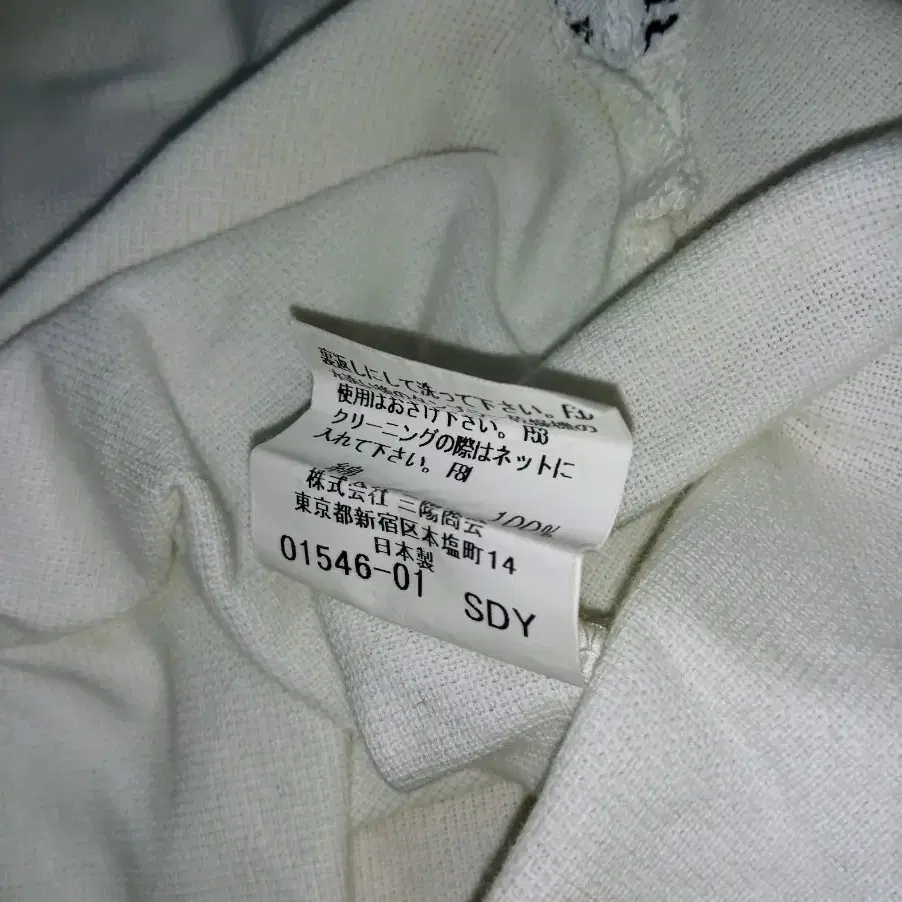 裏返しにして洗って下さい。
使用はおさけ下さい。 F53
クリーニングの際はネットに
入れて下さい。 F81
綿 100%
株式会社 三陽商会
東京都新宿区本塩町14
日本製
01546-01 SDY